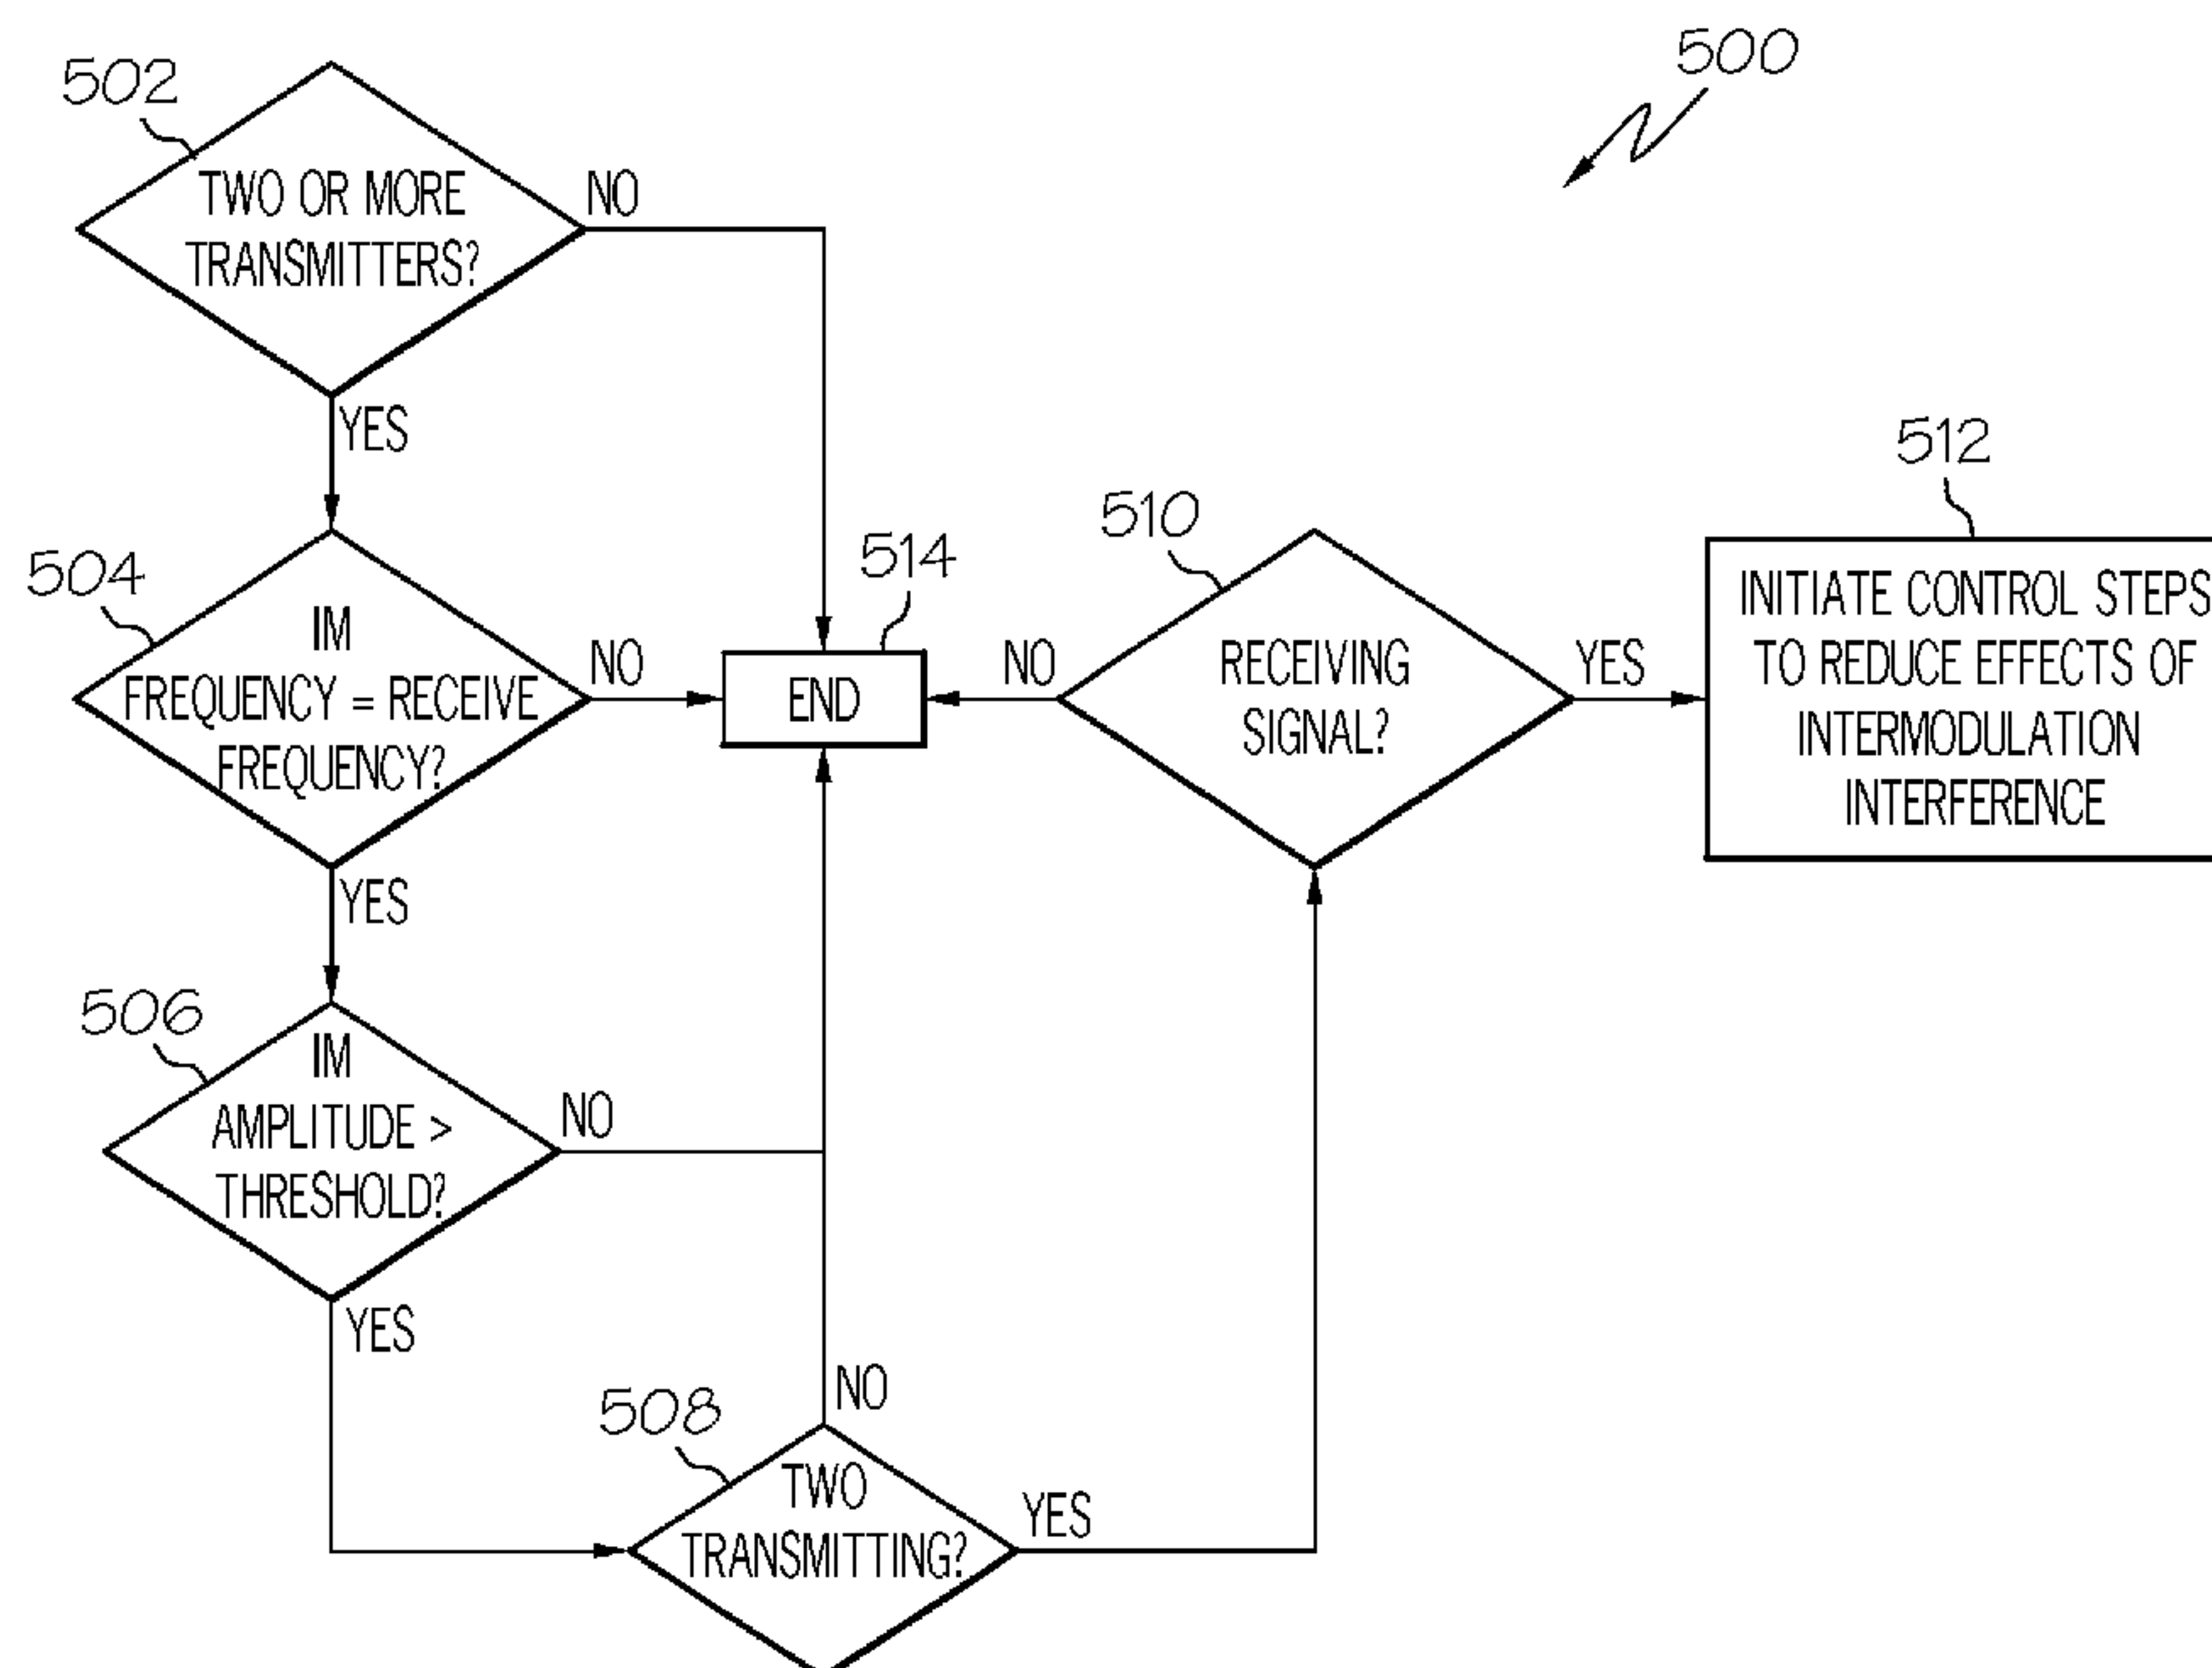 500
502
TWO OR MORE
TRANSMITTERS?
NO
YES
504
IM
FREQUENCY = RECEIVE
FREQUENCY?
NO
YES
514
END
510
RECEIVING
SIGNAL?
NO
YES
512
INITIATE CONTROL STEPS
TO REDUCE EFFECTS OF
INTERMODULATION
INTERFERENCE
506
IM
AMPLITUDE >
THRESHOLD?
NO
YES
508
TWO
TRANSMITTING?
NO
YES